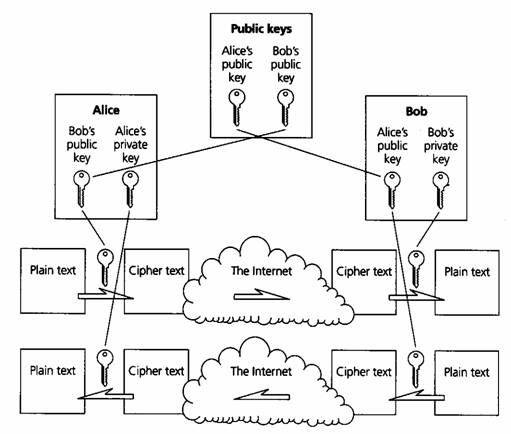 Public keys
Alice's public key
Bob's public key
Alice
Bob's public key
Alice's private key
Bob
Alice's public key
Bob's private key
Plain text
Cipher text
The Internet
Cipher text
Plain text
Plain text
Cipher text
The Internet
Cipher text
Plain text